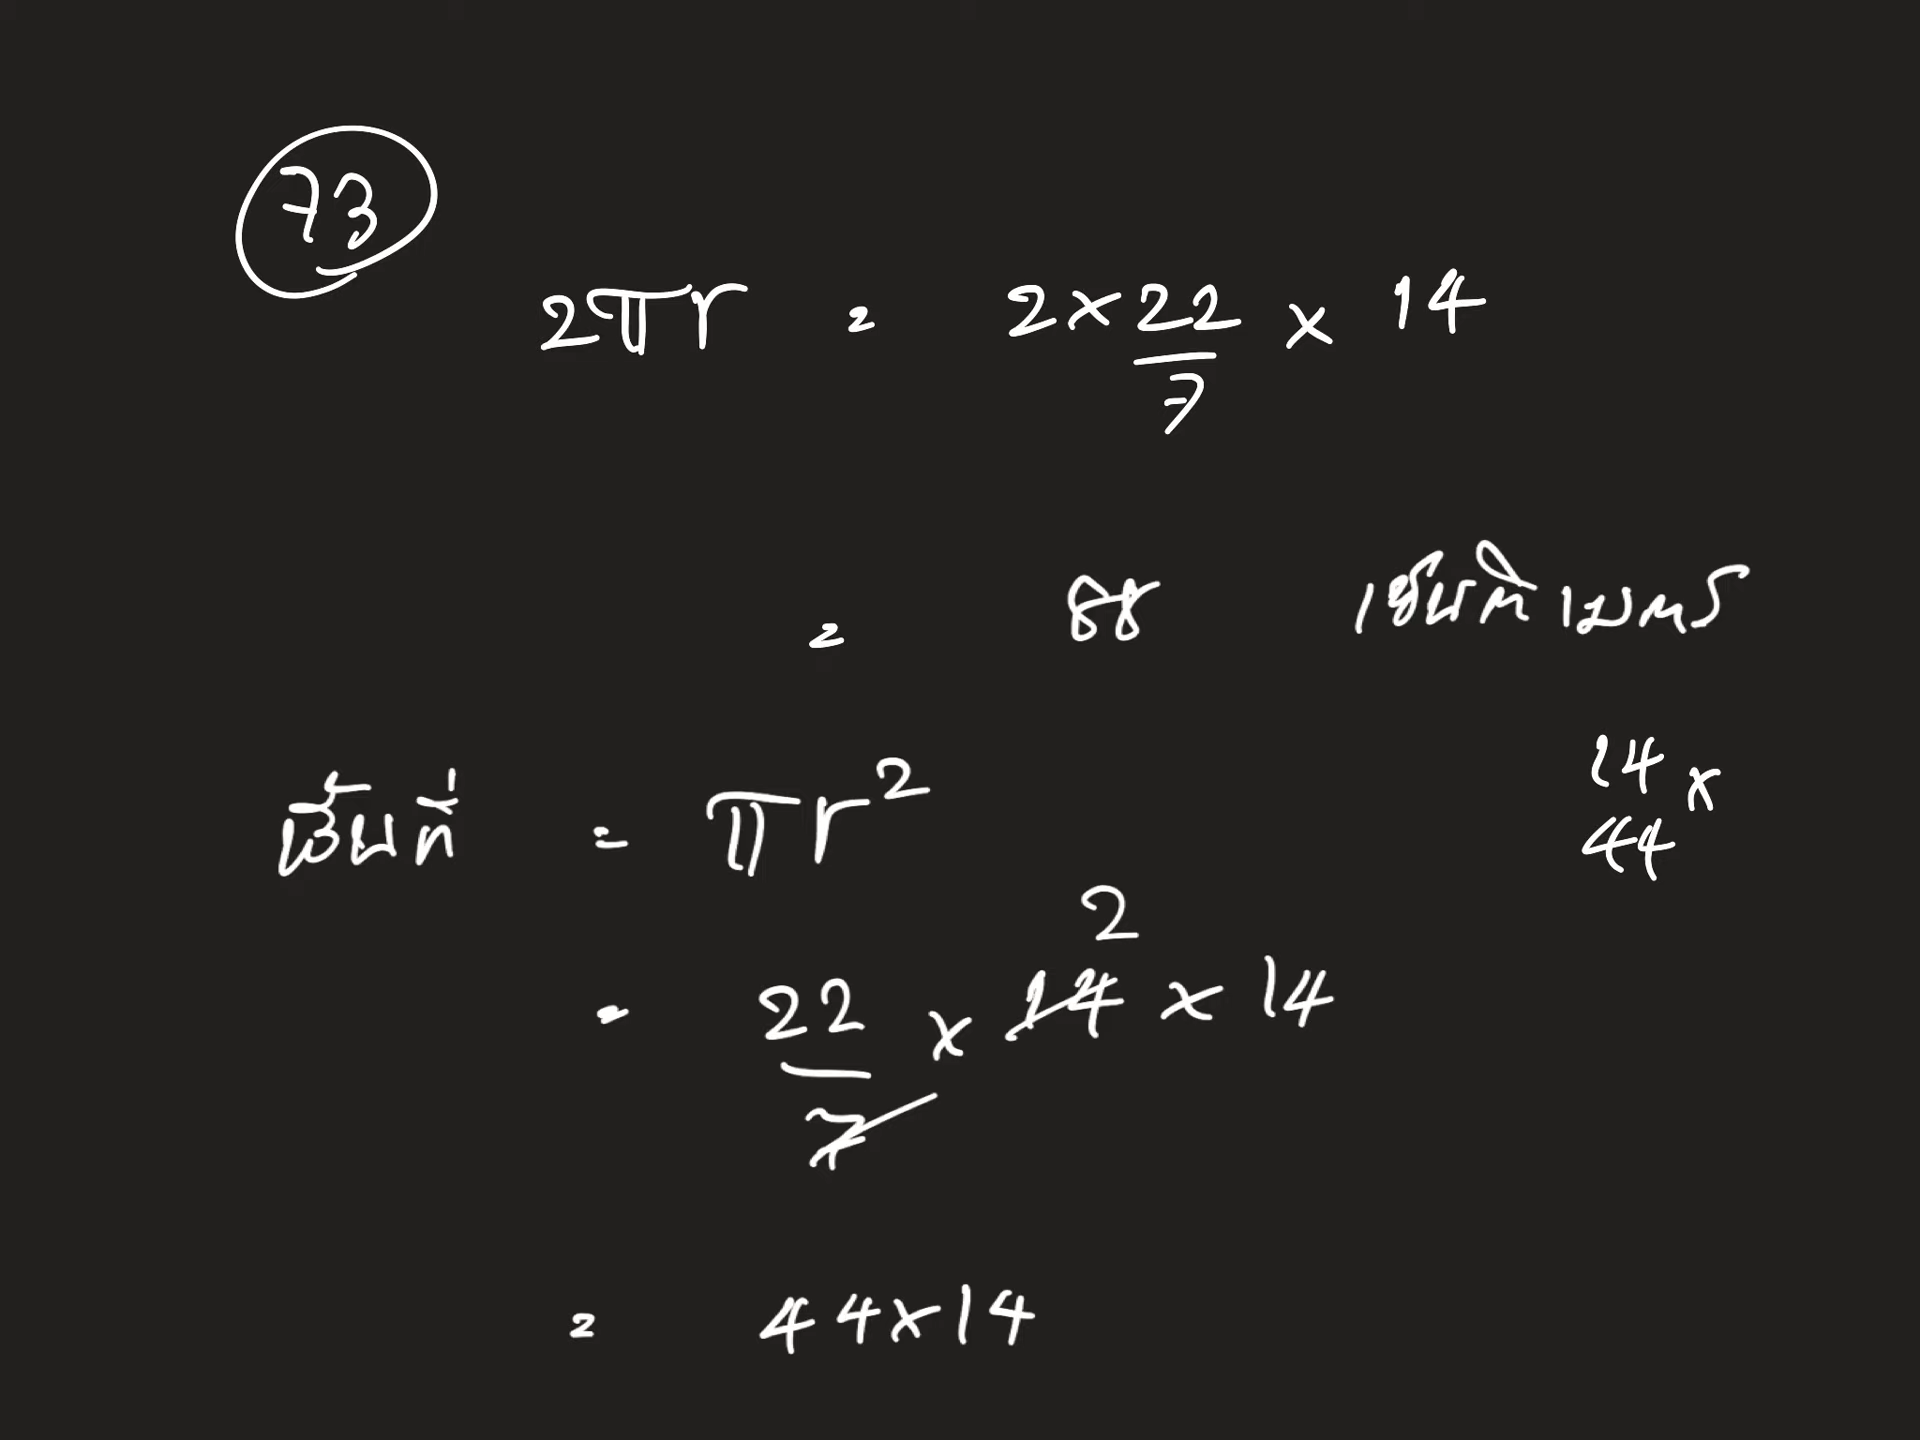 73
2πr = 2 × 22/7 × 14
= 88 เซนติเมตร
พื้นที่ = πr²
14 ×
44
2
= 22/7 × 14 × 14
= 44×14